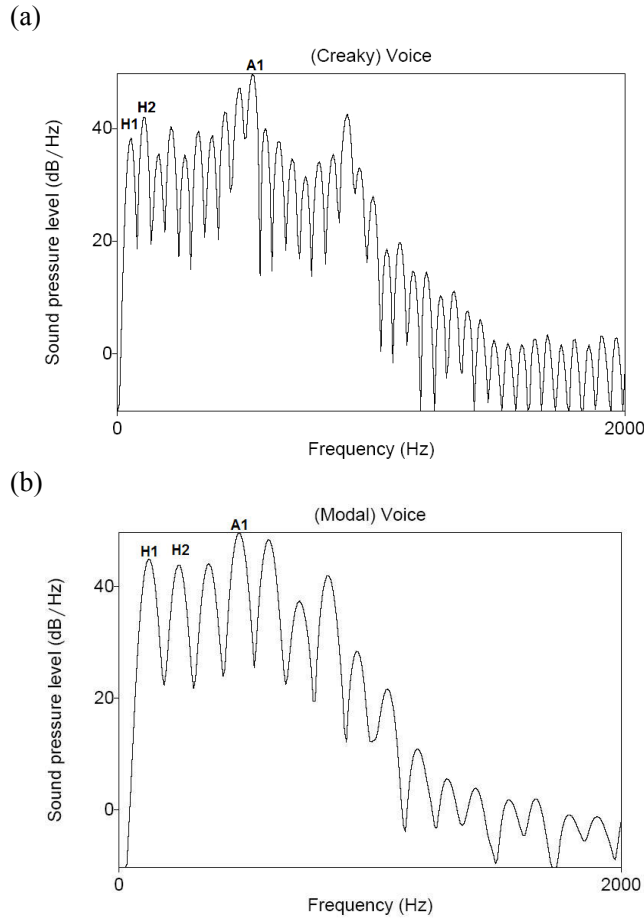 (a)
(Creaky) Voice
A1
H1
H2
Sound pressure level (dB/Hz)
40
20
0
0
2000
Frequency (Hz)
(b)
(Modal) Voice
A1
H1
H2
Sound pressure level (dB/Hz)
40
20
0
0
2000
Frequency (Hz)